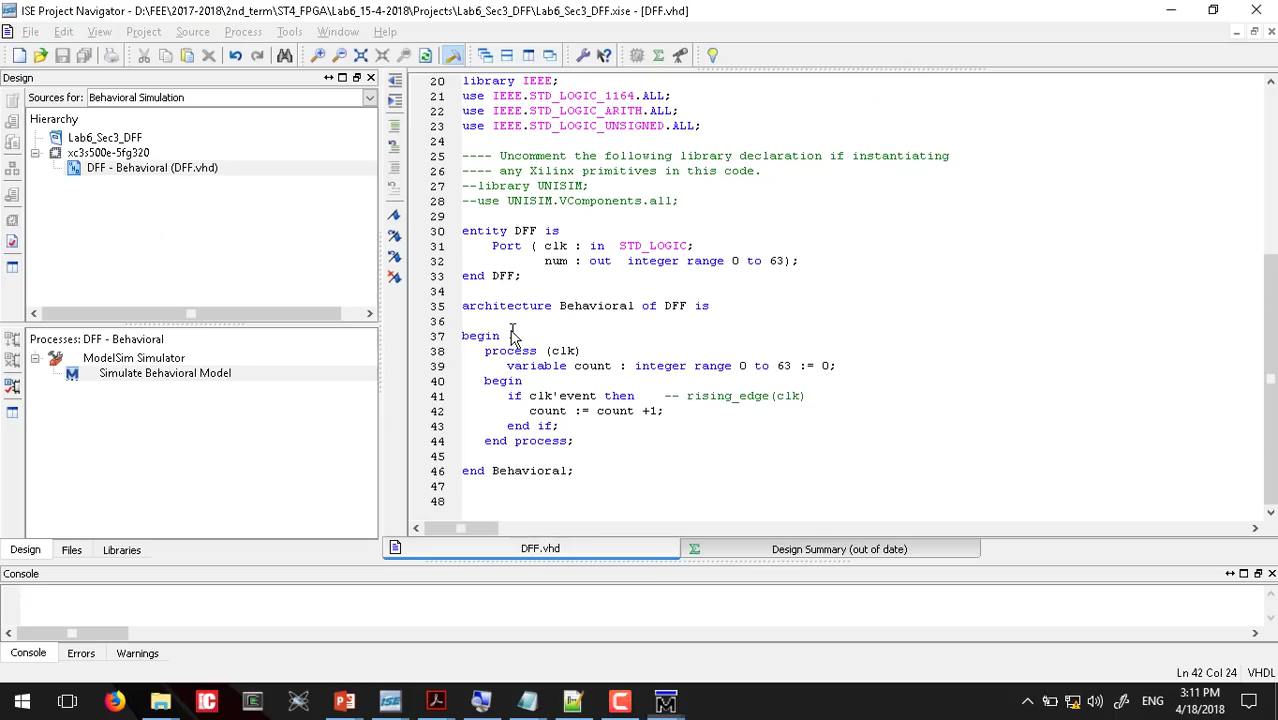 ISE Project Navigator - D:\FEE\2017-2018\2nd_term\ST4_FPGA\Lab6_15-4-2018\Projects\Lab6_Sec3_DFF\Lab6_Sec3_DFF.xise - [DFF.vhd]
File Edit View Project Source Process Tools Window Help
Design
Sources for: Behavioral Simulation
Hierarchy
Lab6_Sec3_DFF
xc3s500e-5fg320
DFF - Behavioral (DFF.vhd)
Processes: DFF - Behavioral
ModelSim Simulator
Simulate Behavioral Model
Design Files Libraries
20 library IEEE;
21 use IEEE.STD_LOGIC_1164.ALL;
22 use IEEE.STD_LOGIC_ARITH.ALL;
23 use IEEE.STD_LOGIC_UNSIGNED.ALL;
24
25 ---- Uncomment the following library declaration if instantiating
26 ---- any Xilinx primitives in this code.
27 --library UNISIM;
28 --use UNISIM.VComponents.all;
29
30 entity DFF is
31 Port ( clk : in STD_LOGIC;
32 num : out integer range 0 to 63);
33 end DFF;
34
35 architecture Behavioral of DFF is
36
37 begin
38 process (clk)
39 variable count : integer range 0 to 63 := 0;
40 begin
41 if clk'event then -- rising_edge(clk)
42 count := count +1;
43 end if;
44 end process;
45
46 end Behavioral;
47
48
DFF.vhd Design Summary (out of date)
Console
Console Errors Warnings
Ln 42 Col 24 VHDL
ENG
3:11 PM
4/18/2018